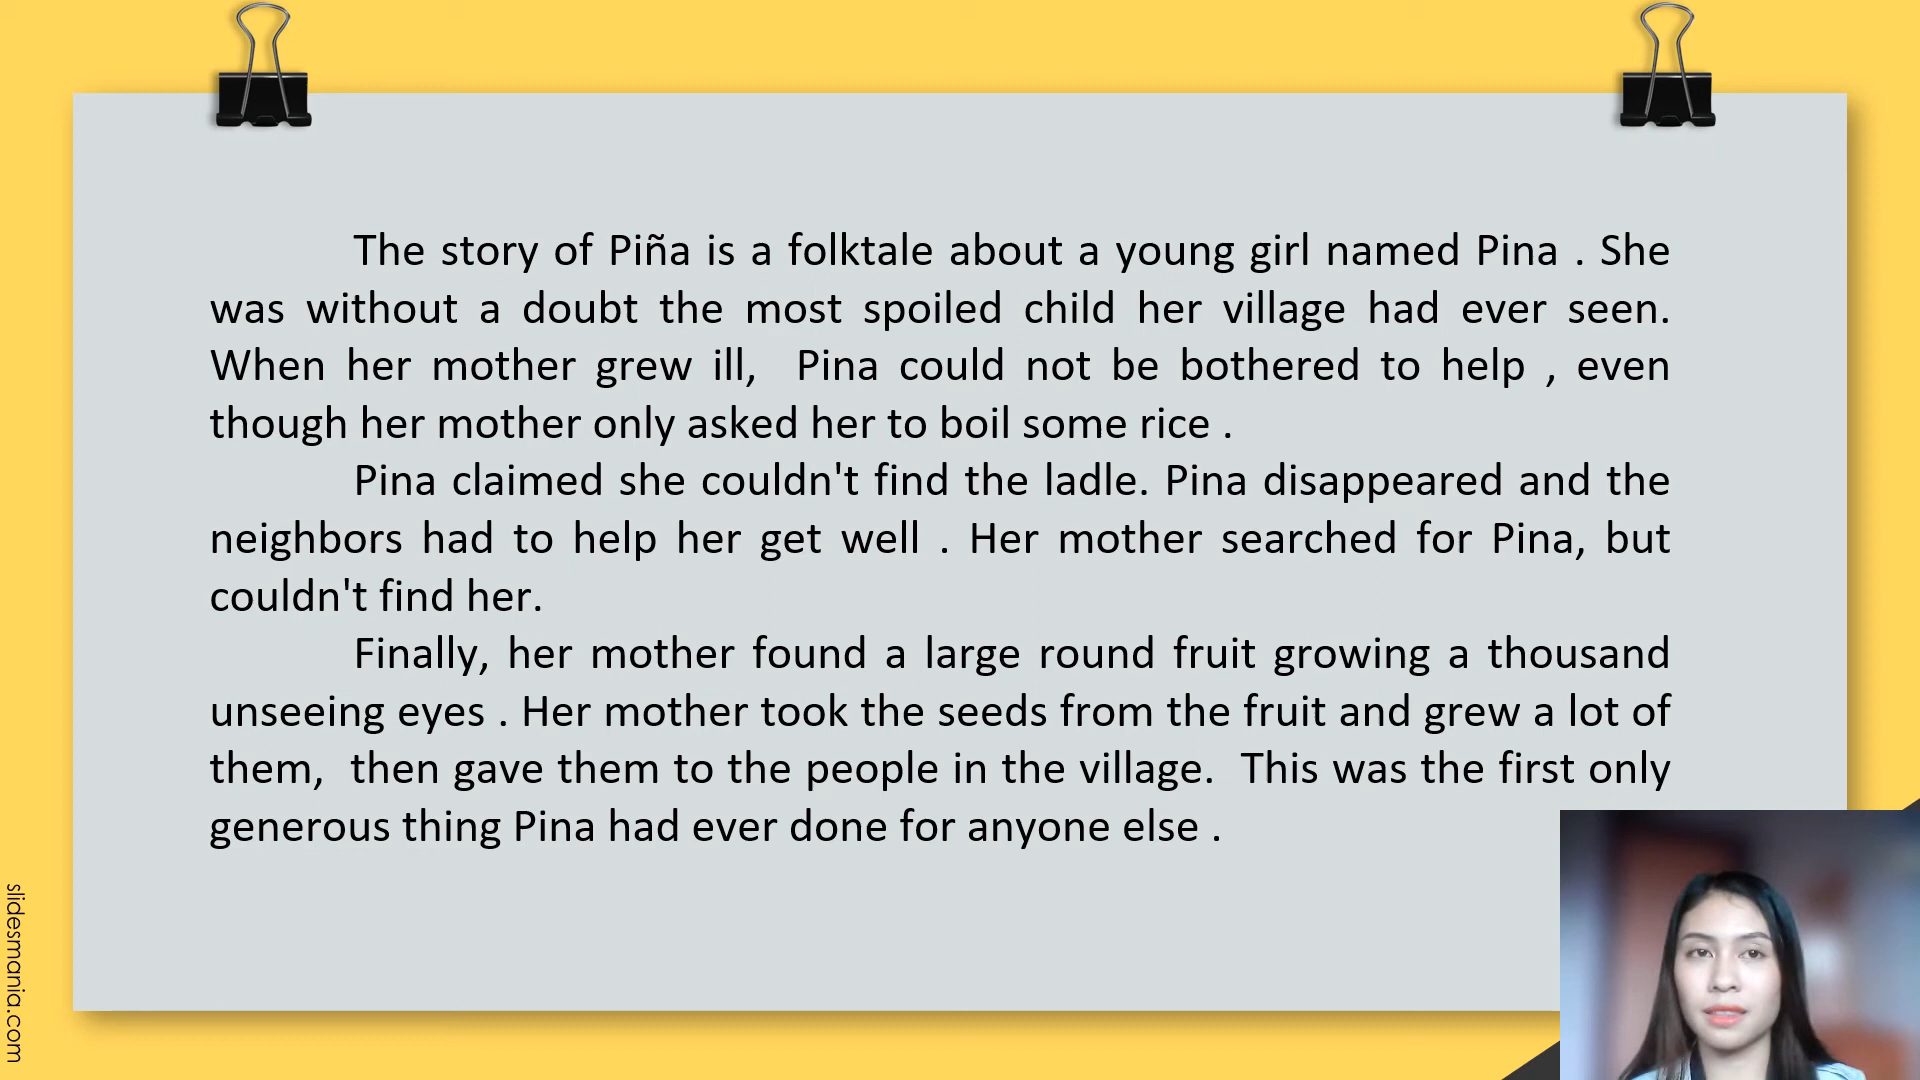 The story of Piña is a folktale about a young girl named Pina . She
was without a doubt the most spoiled child her village had ever seen.
When her mother grew ill,  Pina could not be bothered to help , even
though her mother only asked her to boil some rice .
Pina claimed she couldn't find the ladle. Pina disappeared and the
neighbors had to help her get well . Her mother searched for Pina, but
couldn't find her.
Finally, her mother found a large round fruit growing a thousand
unseeing eyes . Her mother took the seeds from the fruit and grew a lot of
them,  then gave them to the people in the village.  This was the first only
generous thing Pina had ever done for anyone else .
slidesmania.com